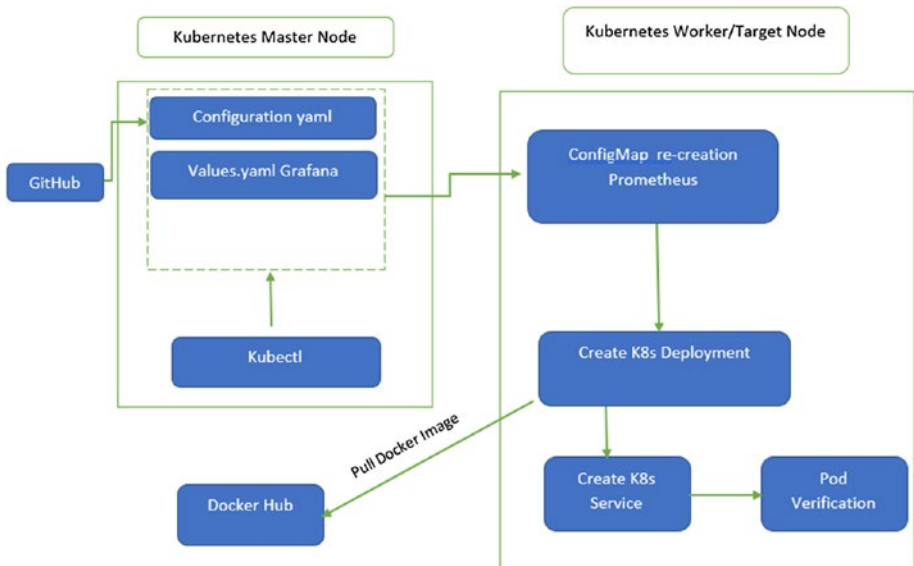 Kubernetes Master Node
Kubernetes Worker/Target Node
Configuration yaml
Values.yaml Grafana
GitHub
Kubectl
ConfigMap re-creation
Prometheus
Create K8s Deployment
Pull Docker Image
Docker Hub
Create K8s
Service
Pod
Verification